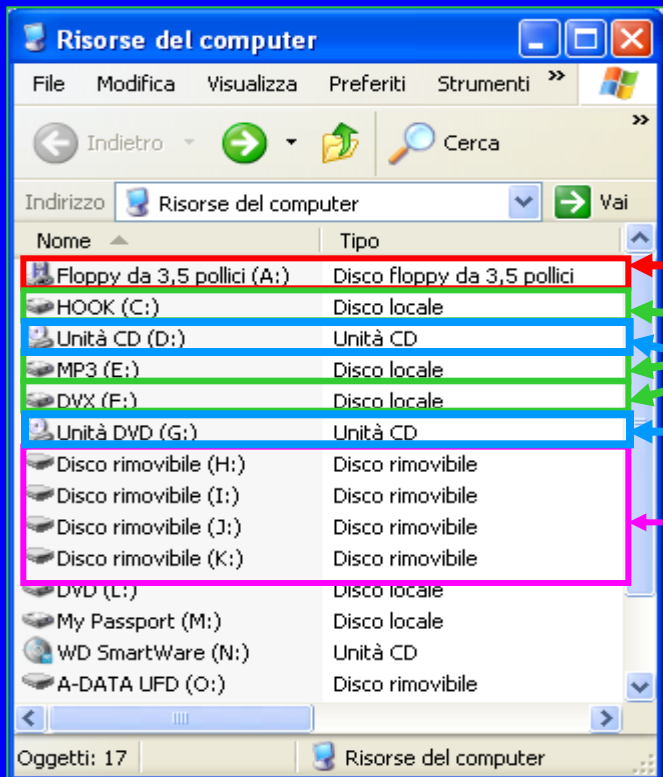 Risorse del computer
File Modifica Visualizza Preferiti Strumenti »
Indietro Cerca »
Indirizzo Risorse del computer Vai
Nome Tipo
Floppy da 3,5 pollici (A:) Disco floppy da 3,5 pollici
HOOK (C:) Disco locale
Unità CD (D:) Unità CD
MP3 (E:) Disco locale
DVX (F:) Disco locale
Unità DVD (G:) Unità CD
Disco rimovibile (H:) Disco rimovibile
Disco rimovibile (I:) Disco rimovibile
Disco rimovibile (J:) Disco rimovibile
Disco rimovibile (K:) Disco rimovibile
DVD (L:) Disco locale
My Passport (M:) Disco locale
WD SmartWare (N:) Unità CD
A-DATA UFD (O:) Disco rimovibile
Oggetti: 17 Risorse del computer